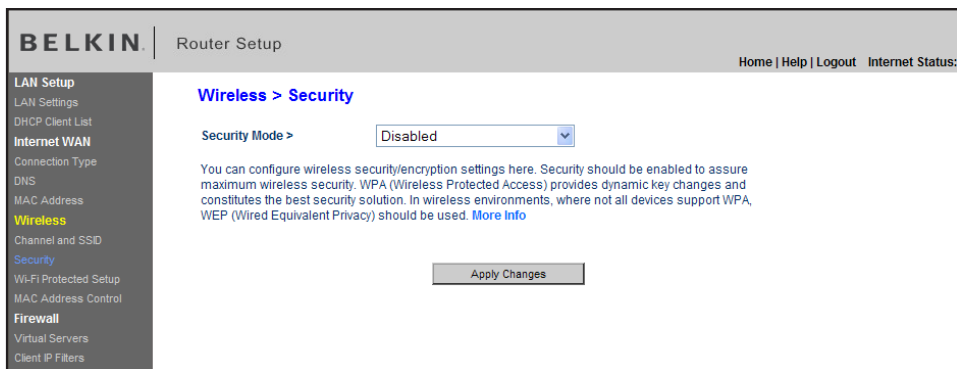 BELKIN. Router Setup
Home | Help | Logout Internet Status:
LAN Setup
LAN Settings
DHCP Client List
Internet WAN
Connection Type
DNS
MAC Address
Wireless
Channel and SSID
Security
Wi-Fi Protected Setup
MAC Address Control
Firewall
Virtual Servers
Client IP Filters
Wireless > Security
Security Mode > Disabled
You can configure wireless security/encryption settings here. Security should be enabled to assure
maximum wireless security. WPA (Wireless Protected Access) provides dynamic key changes and
constitutes the best security solution. In wireless environments, where not all devices support WPA,
WEP (Wired Equivalent Privacy) should be used. More Info
Apply Changes